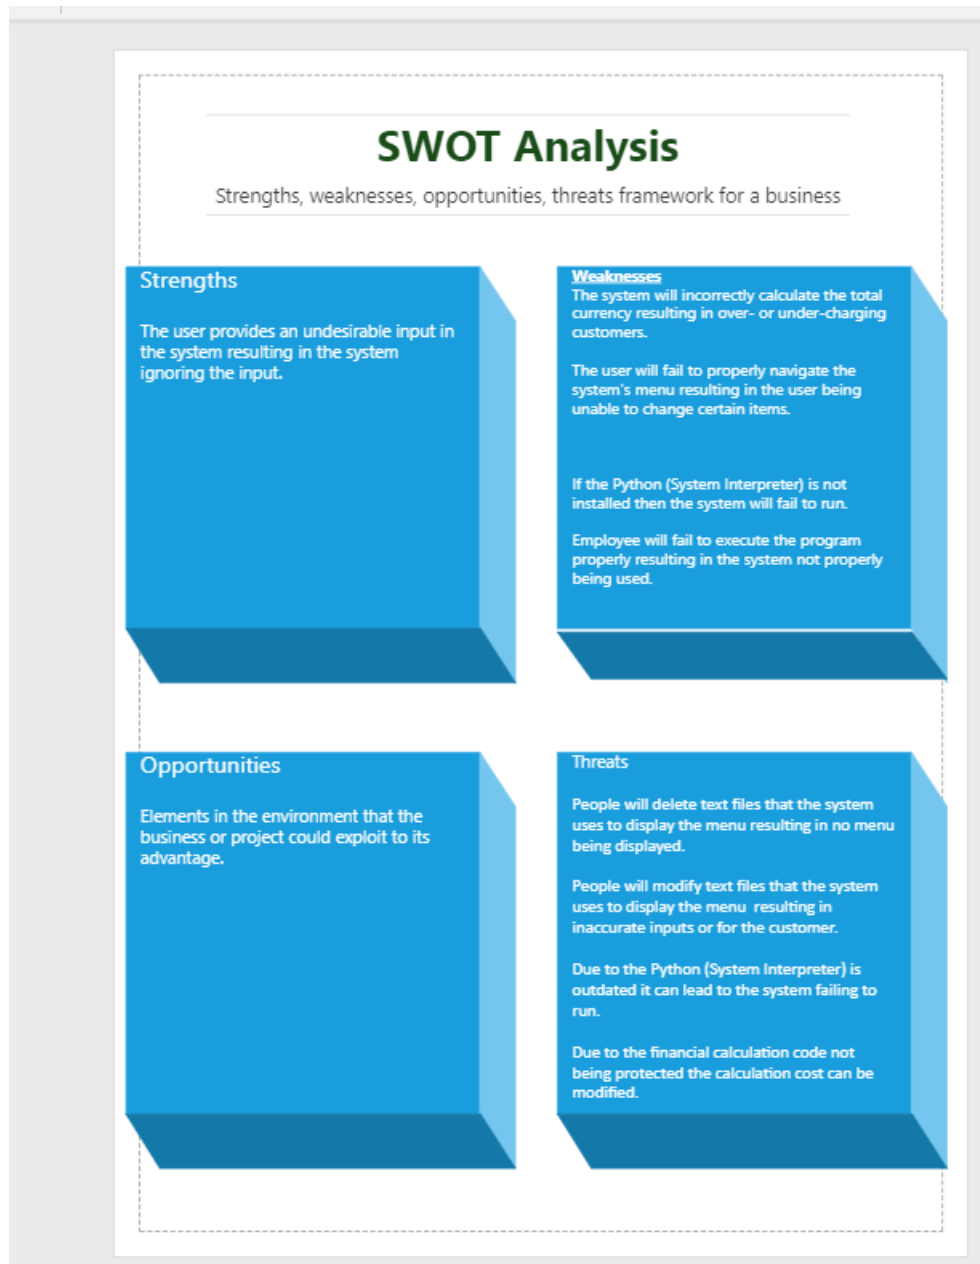 SWOT Analysis
Strengths, weaknesses, opportunities, threats framework for a business
Strengths
The user provides an undesirable input in
the system resulting in the system
ignoring the input.
Weaknesses
The system will incorrectly calculate the total
currency resulting in over- or under-charging
customers.
The user will fail to properly navigate the
system's menu resulting in the user being
unable to change certain items.
If the Python (System Interpreter) is not
installed then the system will fail to run.
Employee will fail to execute the program
properly resulting in the system not properly
being used.
Opportunities
Elements in the environment that the
business or project could exploit to its
advantage.
Threats
People will delete text files that the system
uses to display the menu resulting in no menu
being displayed.
People will modify text files that the system
uses to display the menu  resulting in
inaccurate inputs or for the customer.
Due to the Python (System Interpreter) is
outdated it can lead to the system failing to
run.
Due to the financial calculation code not
being protected the calculation cost can be
modified.